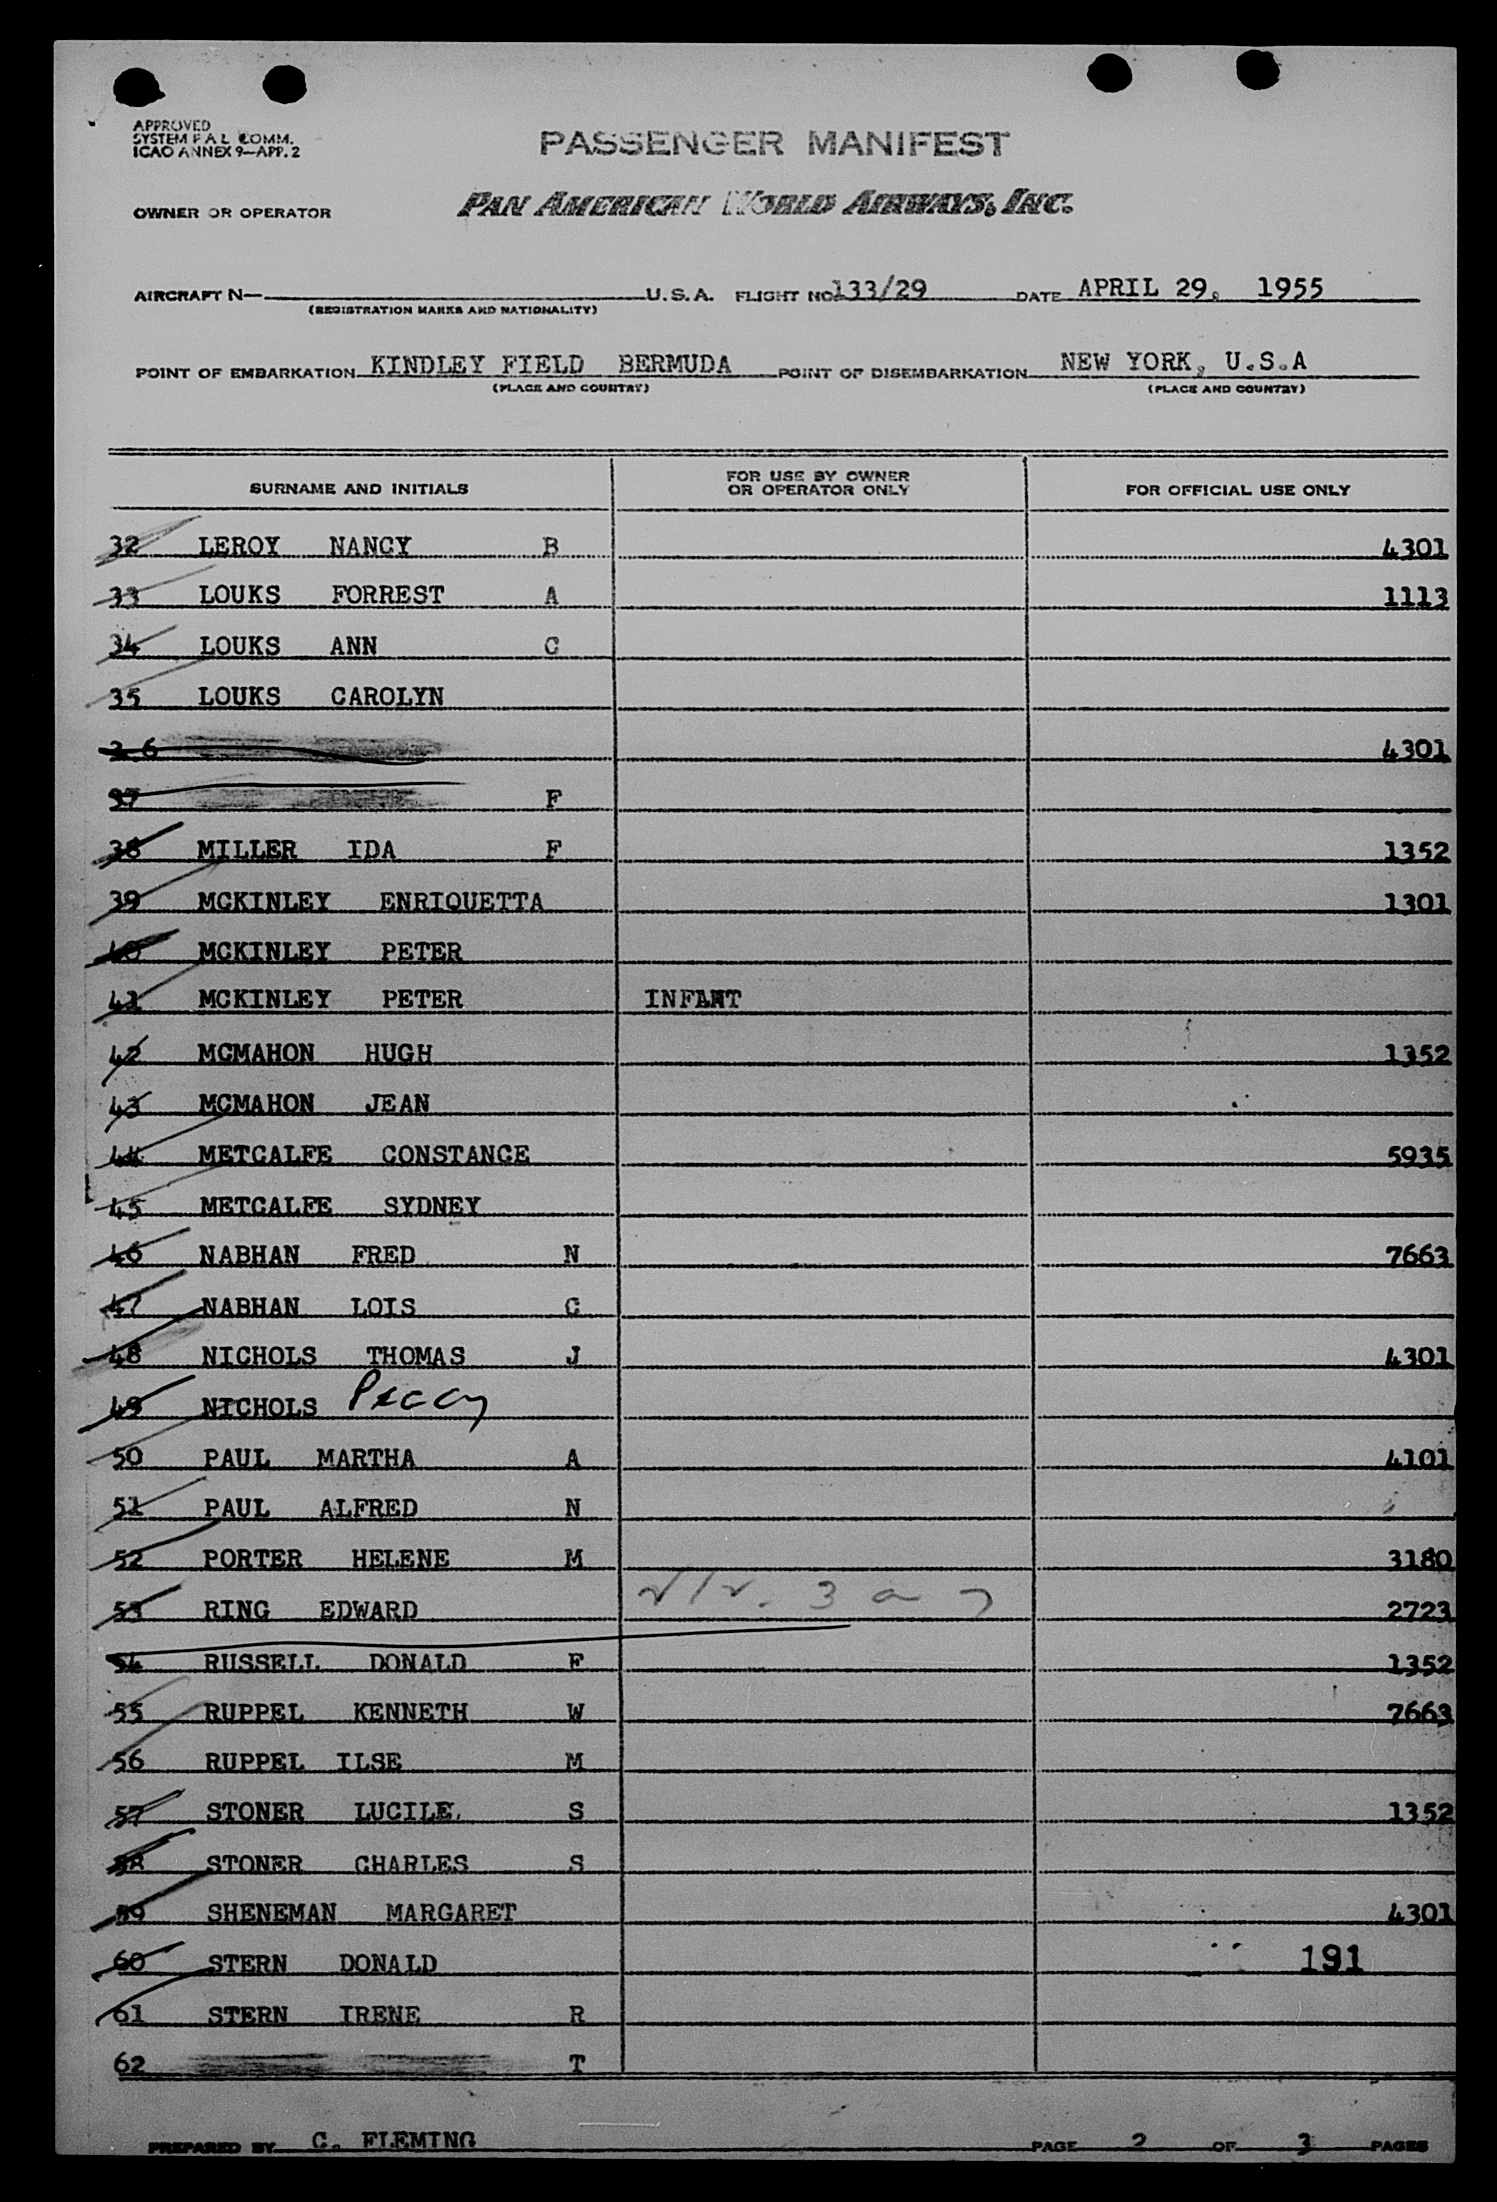 APPROVED
SYSTEM F A L COMM.
ICAO ANNEX 9—APP. 2
PASSENGER MANIFEST
OWNER OR OPERATOR PAN AMERICAN WORLD AIRWAYS, INC.
AIRCRAFT N— U.S.A. FLIGHT NO 133/29 DATE APRIL 29, 1955
(REGISTRATION MARKS AND NATIONALITY)
POINT OF EMBARKATION KINDLEY FIELD BERMUDA POINT OF DISEMBARKATION NEW YORK, U.S.A
(PLACE AND COUNTRY) (PLACE AND COUNTRY)
SURNAME AND INITIALS FOR USE BY OWNER OR OPERATOR ONLY FOR OFFICIAL USE ONLY
32 LEROY NANCY B 4301
33 LOUKS FORREST A 1113
34 LOUKS ANN C
35 LOUKS CAROLYN
36 4301
37 F
38 MILLER IDA F 1352
39 MCKINLEY ENRIQUETTA 1301
40 MCKINLEY PETER
41 MCKINLEY PETER INFANT
42 MCMAHON HUGH 1352
43 MCMAHON JEAN
44 METCALFE CONSTANCE 5935
45 METCALFE SYDNEY
46 NABHAN FRED N 7663
47 NABHAN LOIS C
48 NICHOLS THOMAS J 4301
49 NICHOLS Peggy
50 PAUL MARTHA A 4101
51 PAUL ALFRED N
52 PORTER HELENE M 3180
53 RING EDWARD 2723
54 RUSSELL DONALD F 1352
55 RUPPEL KENNETH W 7663
56 RUPPEL ILSE M
57 STONER LUCILE S 1352
58 STONER CHARLES S
59 SHENEMAN MARGARET 4301
60 STERN DONALD 191
61 STERN IRENE R
62 T
PREPARED BY C. FLEMING PAGE 2 OF 3 PAGES